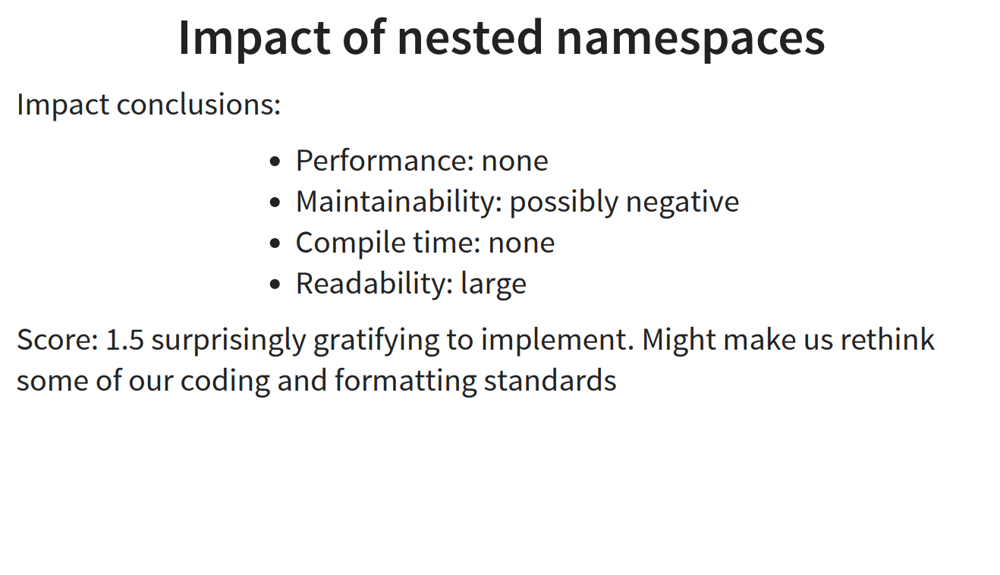 Impact of nested namespaces
Impact conclusions:
• Performance: none
• Maintainability: possibly negative
• Compile time: none
• Readability: large
Score: 1.5 surprisingly gratifying to implement. Might make us rethink
some of our coding and formatting standards